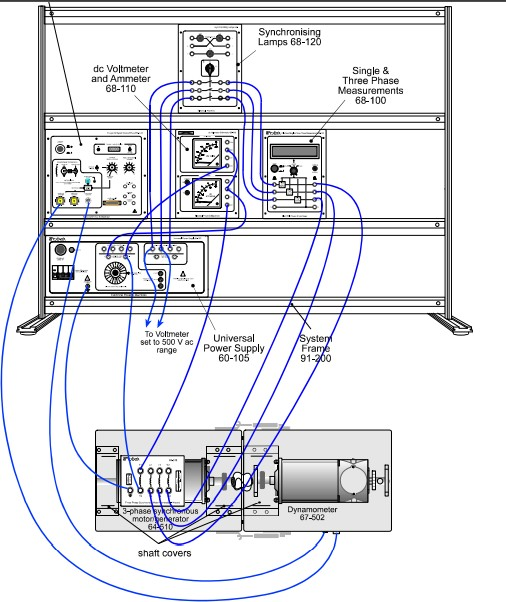 Synchronising
Lamps 68-120
dc Voltmeter
and Ammeter
68-110
Single &
Three Phase
Measurements
68-100
To Voltmeter
set to 500 V ac
range
Universal
Power Supply
60-105
System
Frame
91-200
3-phase synchronous
motor/generator
64-510
Dynamometer
67-502
shaft covers